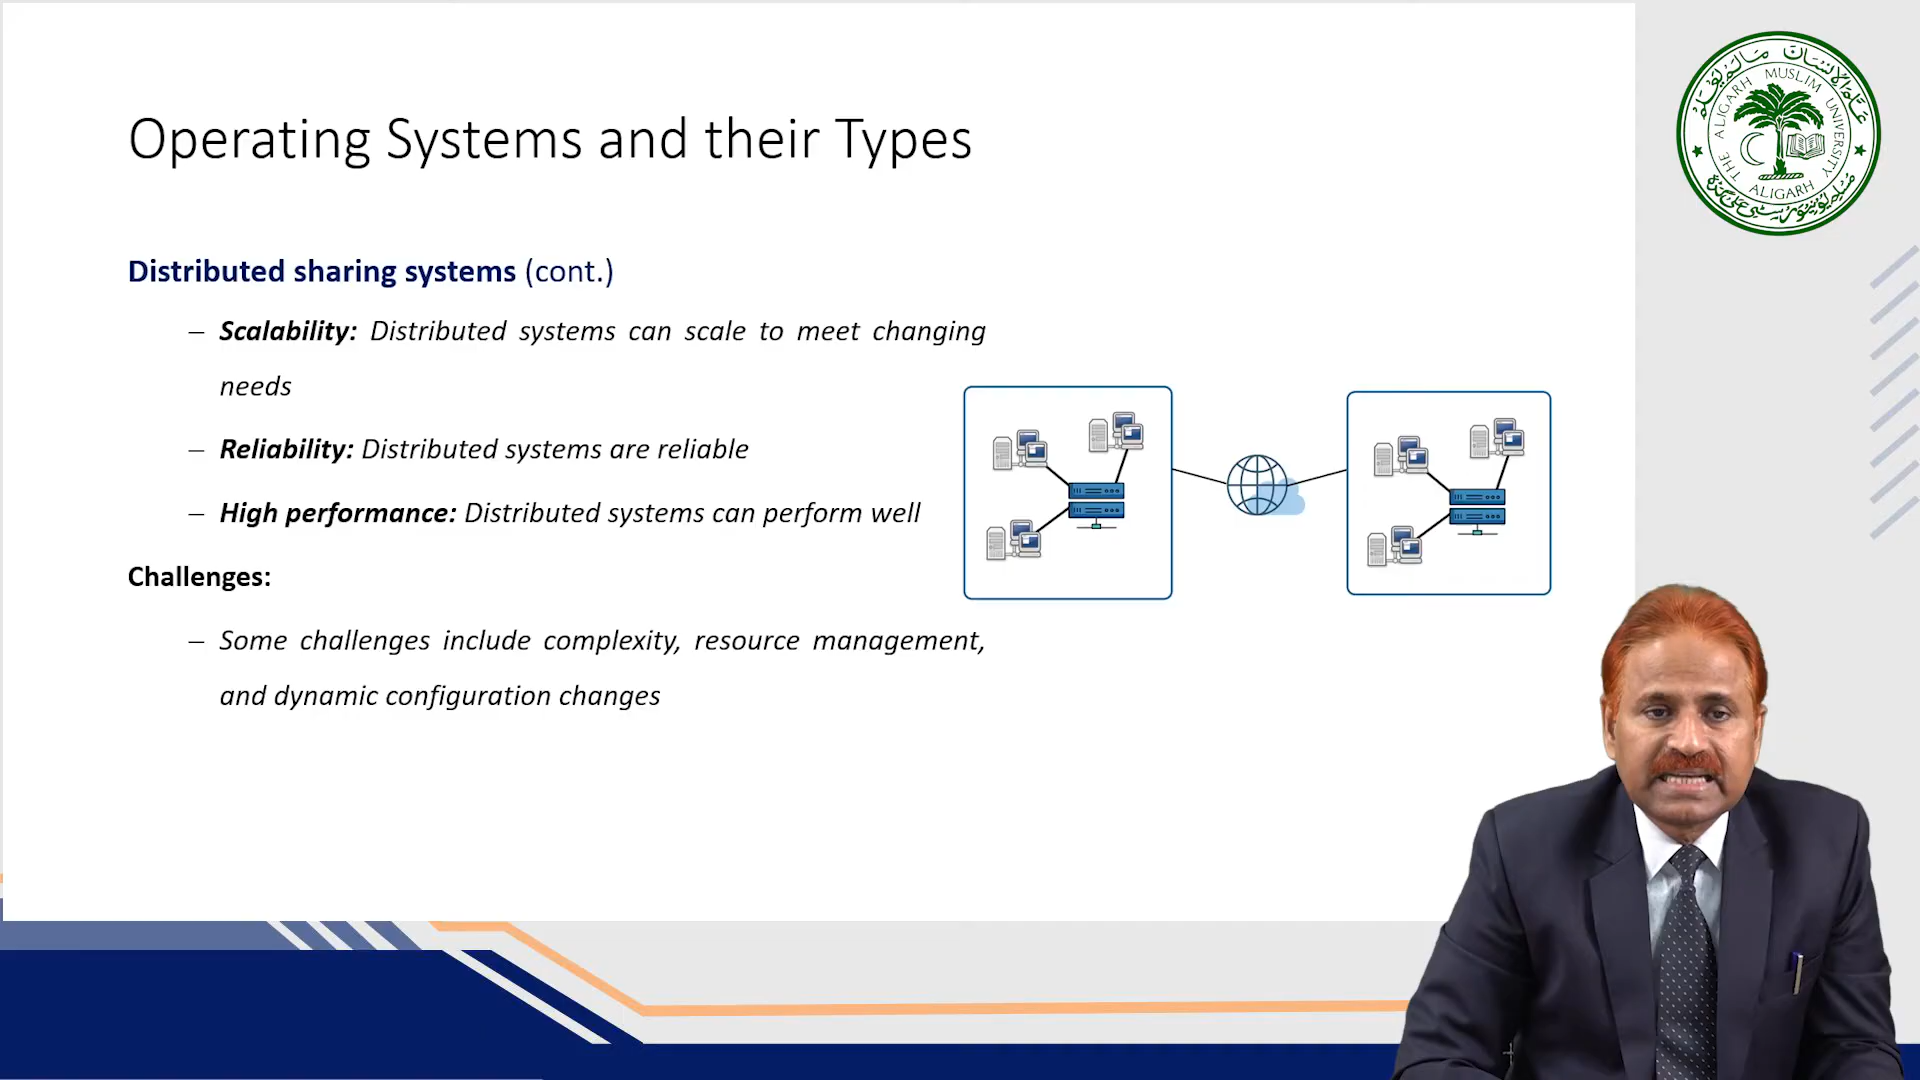 Operating Systems and their Types
Distributed sharing systems (cont.)
– Scalability: Distributed systems can scale to meet changing
needs
– Reliability: Distributed systems are reliable
– High performance: Distributed systems can perform well
Challenges:
– Some challenges include complexity, resource management,
and dynamic configuration changes
THE ALIGARH MUSLIM UNIVERSITY
ALIGARH